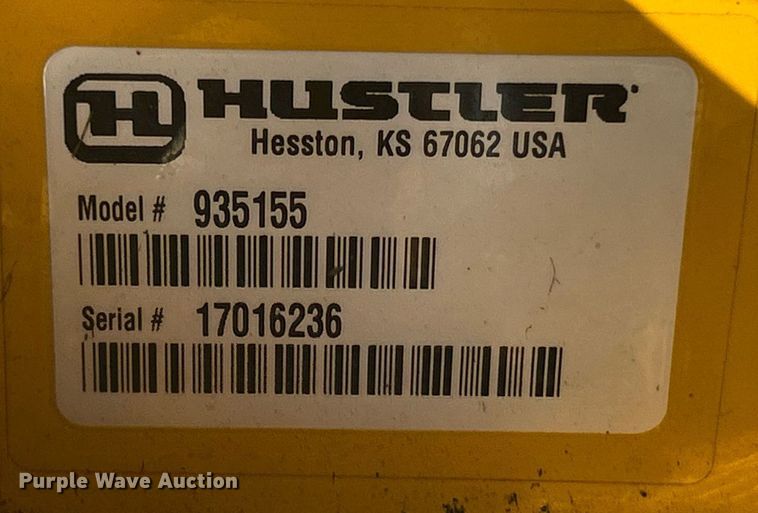 H HUSTLER
Hesston, KS 67062 USA
Model # 935155
Serial # 17016236
Purple Wave Auction